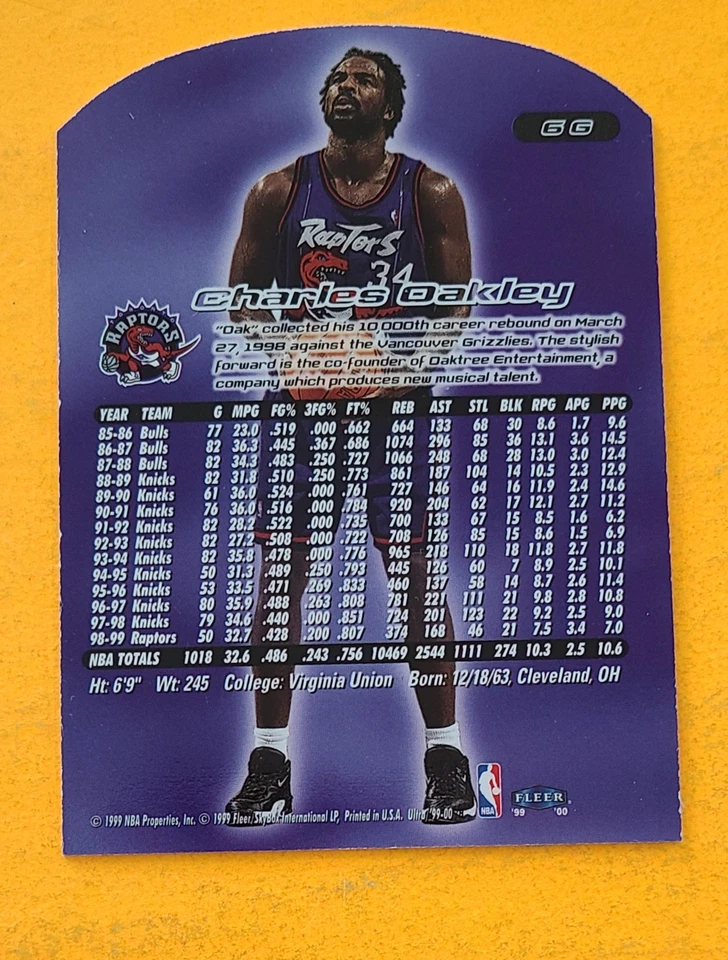 6G
RapTorS
34
Charles Oakley
RAPTORS
"Oak" collected his 10,000th career rebound on March
27, 1998 against the Vancouver Grizzlies. The stylish
forward is the co-founder of Oaktree Entertainment, a
company which produces new musical talent.
YEAR TEAM G MPG FG% 3FG% FT% REB AST STL BLK RPG APG PPG
85-86 Bulls 77 23.0 .519 .000 .662 664 133 68 30 8.6 1.7 9.6
86-87 Bulls 82 36.3 .445 .367 .686 1074 296 85 36 13.1 3.6 14.5
87-88 Bulls 82 34.3 .483 .250 .727 1066 248 68 28 13.0 3.0 12.4
88-89 Knicks 82 31.8 .510 .250 .773 861 187 104 14 10.5 2.3 12.9
89-90 Knicks 61 36.0 .524 .000 .761 727 146 64 16 11.9 2.4 14.6
90-91 Knicks 76 36.0 .516 .000 .784 920 204 62 17 12.1 2.7 11.2
91-92 Knicks 82 28.2 .522 .000 .735 700 133 67 15 8.5 1.6 6.2
92-93 Knicks 82 27.2 .508 .000 .722 708 126 85 15 8.6 1.5 6.9
93-94 Knicks 82 35.8 .478 .000 .776 965 218 110 18 11.8 2.7 11.8
94-95 Knicks 50 31.3 .489 .250 .793 445 126 60 7 8.9 2.5 10.1
95-96 Knicks 53 33.5 .471 .269 .833 460 137 58 14 8.7 2.6 11.4
96-97 Knicks 80 35.9 .488 .263 .808 781 221 111 21 9.8 2.8 10.8
97-98 Knicks 79 34.6 .440 .000 .851 724 201 123 22 9.2 2.5 9.0
98-99 Raptors 50 32.7 .428 .200 .807 374 168 46 21 7.5 3.4 7.0
NBA TOTALS 1018 32.6 .486 .243 .756 10469 2544 1111 274 10.3 2.5 10.6
Ht: 6'9" Wt: 245 College: Virginia Union Born: 12/18/63, Cleveland, OH
NBA
FLEER
'99 '00
© 1999 NBA Properties, Inc. © 1999 Fleer/SkyBox International LP, Printed in U.S.A. Ultra '99-00